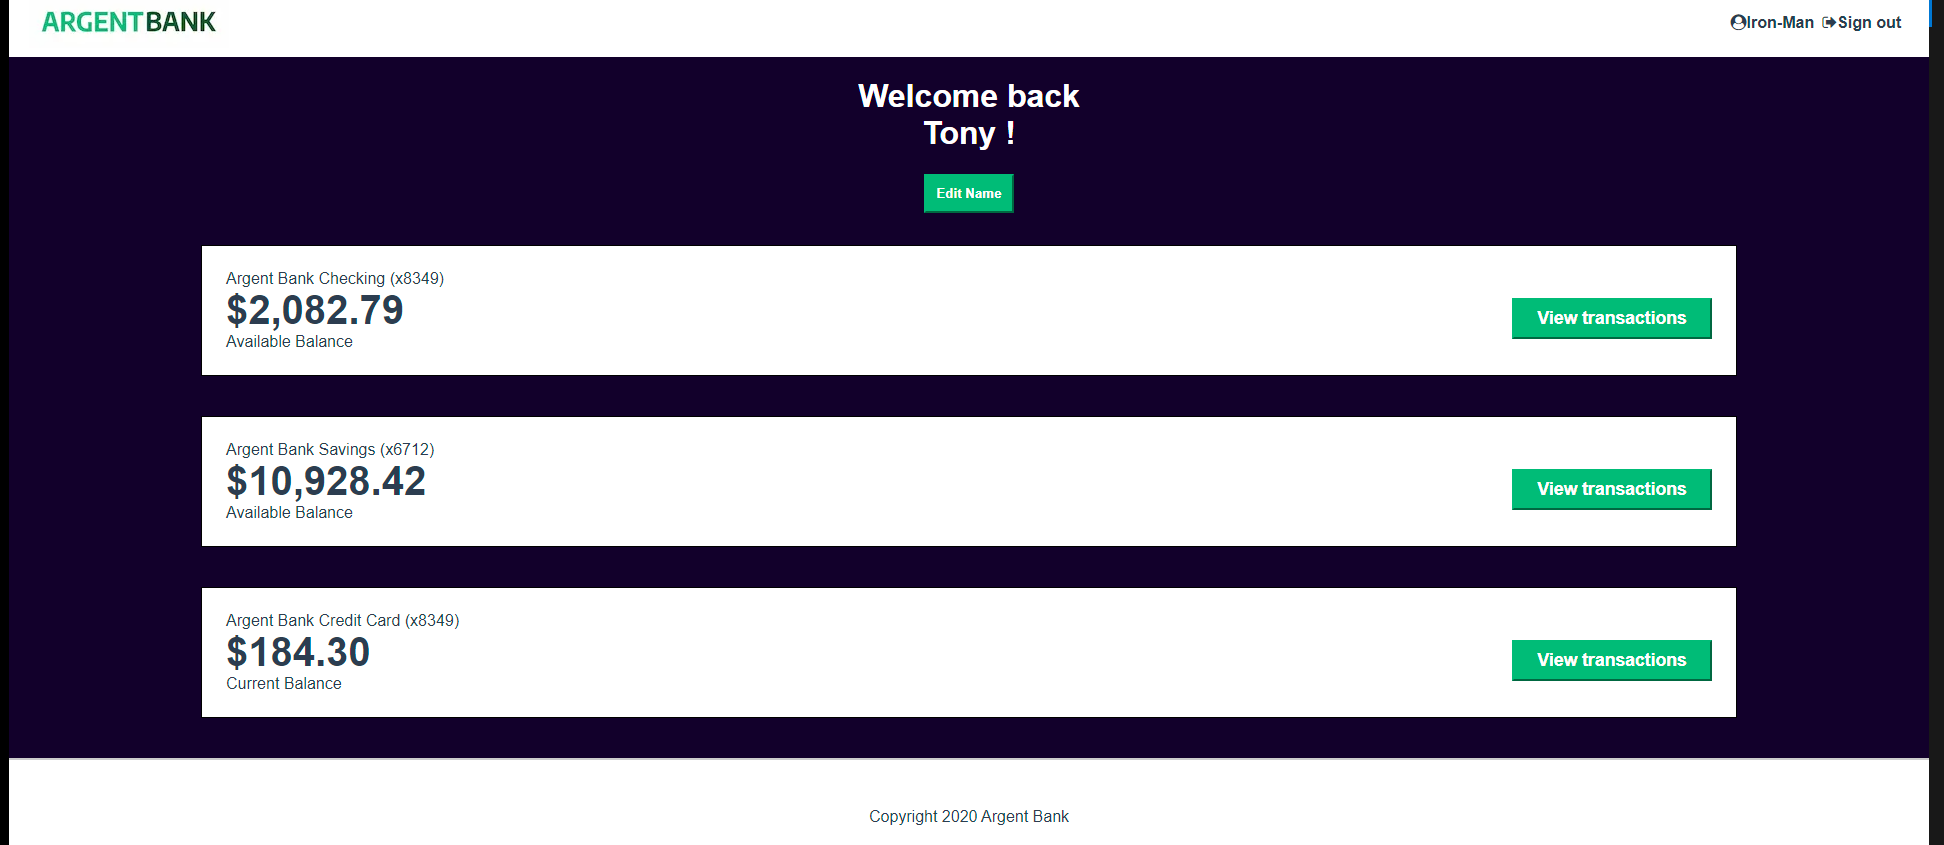 ARGENTBANK
Iron-Man Sign out
Welcome back
Tony !
Edit Name
Argent Bank Checking (x8349)
$2,082.79
Available Balance
View transactions
Argent Bank Savings (x6712)
$10,928.42
Available Balance
View transactions
Argent Bank Credit Card (x8349)
$184.30
Current Balance
View transactions
Copyright 2020 Argent Bank